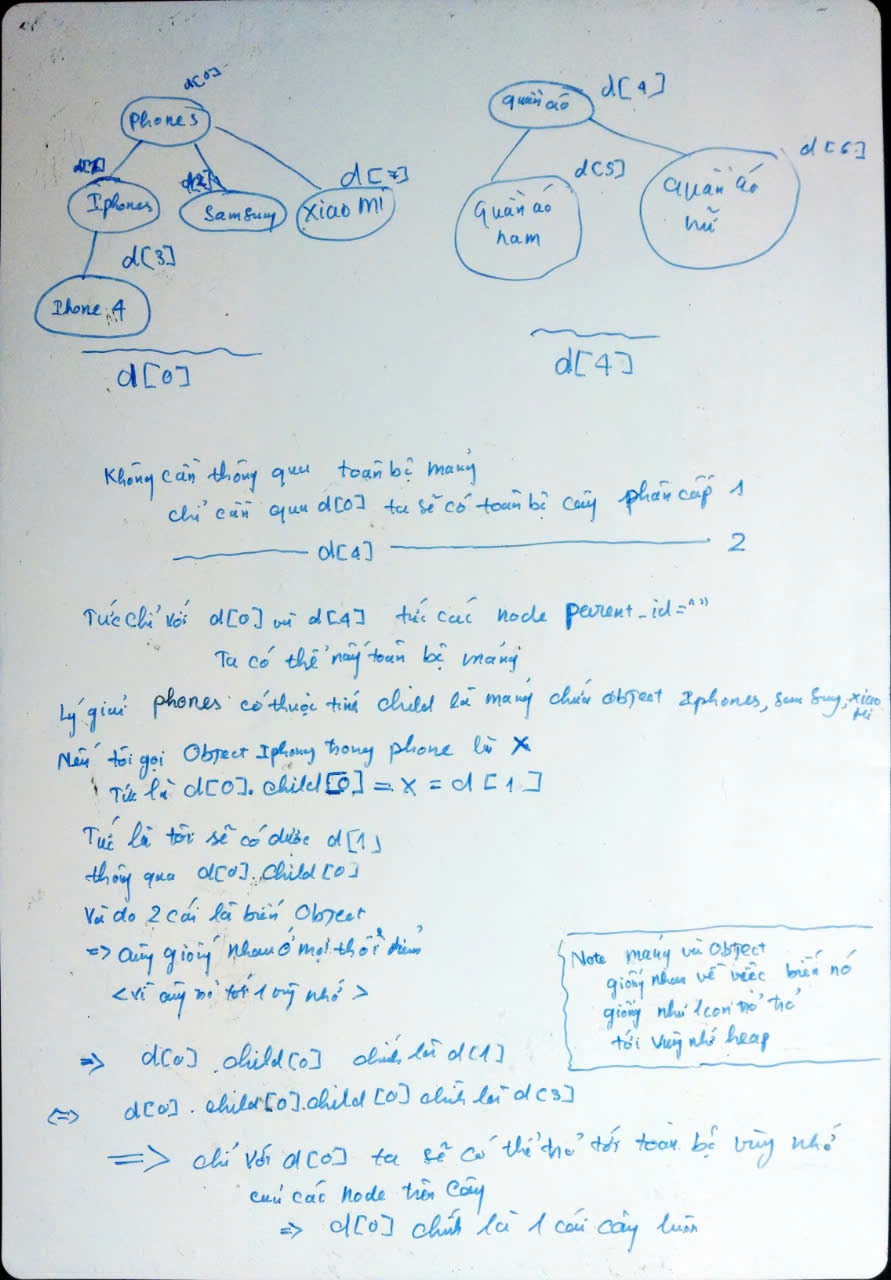 d[0]
phones
d[1]
d[2]
d[7]
Iphones
Samsung
Xiao Mi
d[3]
Iphone 4
d[0]
d[4]
quần áo
d[5]
d[6]
quần áo
nam
quần áo
nữ
d[4]
Không cần thông qua toàn bộ mảng
chỉ cần qua d[0] ta sẽ có toàn bộ cây phân cấp 1
d[4] 2
Tức chỉ với d[0] và d[4] tức các node perent_id=""
Ta có thể toàn bộ mảng
Lý giải phones có thuộc tính child là mảng chứa object Iphones, Sam Sung, xiao
Mi
Nếu tôi gọi Object Iphong trong phone là X
Tức là d[0].child[0] = X = d[1]
Tức là tôi sẽ có được d[1]
thông qua d[0].child[0]
Và do 2 cái là biến Object
=> cũng giống nhau ở mọi thời điểm
<vì cùng trỏ tới 1 vùng nhớ>
Note mảng và Object
giống nhau về việc biến nó
giống như 1 con trỏ trỏ
tới vùng nhớ heap
=> d[0].child[0] chính là d[1]
<=> d[0].child[0].child[0] chính là d[3]
=> chỉ với d[0] ta sẽ có thể trỏ tới toàn bộ vùng nhớ
của các node trên cây
=> d[0] chính là 1 cái cây luôn